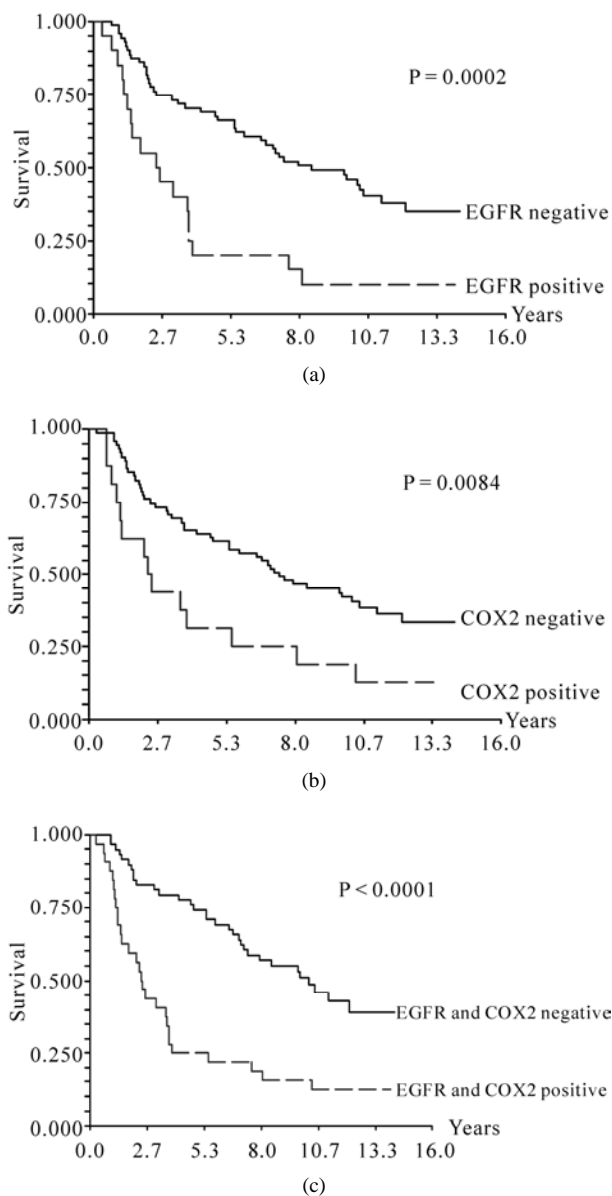 1.000
P = 0.0002
0.750
Survival
0.500
EGFR negative
0.250
EGFR positive
0.000
Years
0.0 2.7 5.3 8.0 10.7 13.3 16.0
(a)
1.000
P = 0.0084
0.750
Survival
0.500
COX2 negative
0.250
COX2 positive
0.000
Years
0.0 2.7 5.3 8.0 10.7 13.3 16.0
(b)
1.000
P < 0.0001
0.750
Survival
0.500
EGFR and COX2 negative
0.250
EGFR and COX2 positive
0.000
Years
0.0 2.7 5.3 8.0 10.7 13.3 16.0
(c)